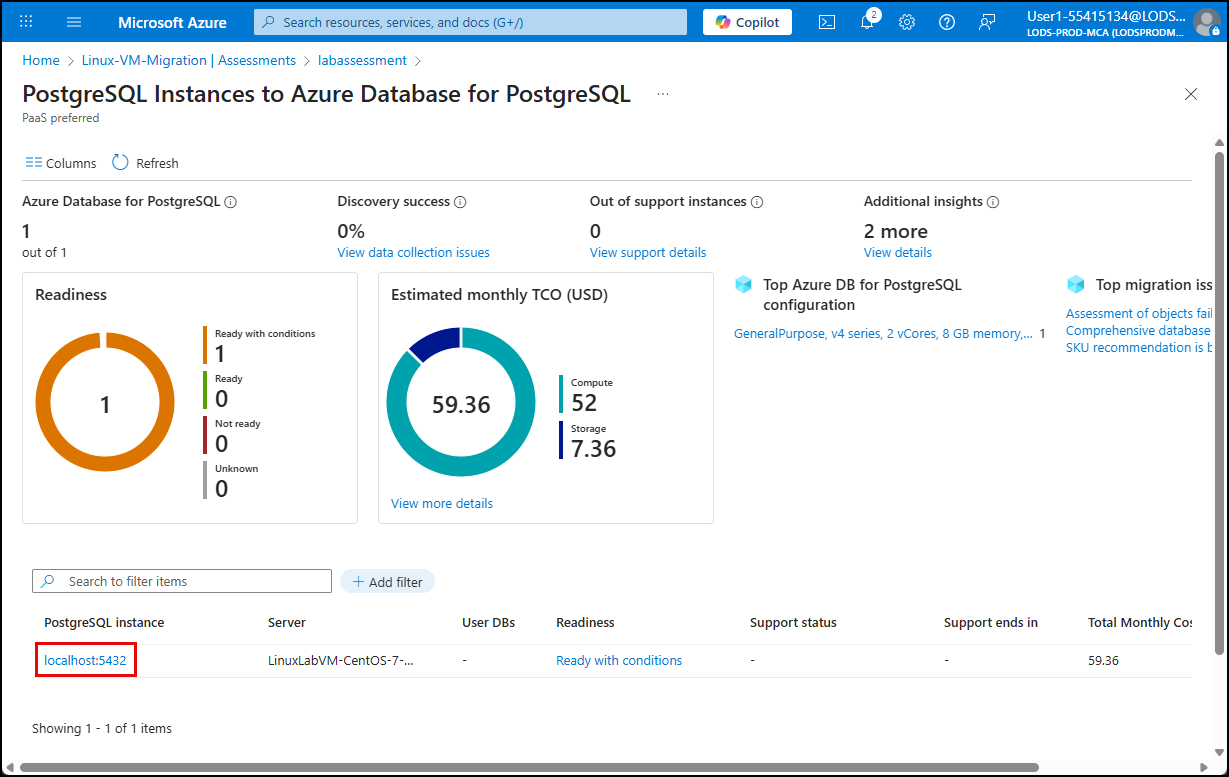 Microsoft Azure
Search resources, services, and docs (G+/)
Copilot
2
User1-55415134@LODS...
LODS-PROD-MCA (LODSPRODM...
Home > Linux-VM-Migration | Assessments > labassessment >
PostgreSQL Instances to Azure Database for PostgreSQL ...
PaaS preferred
Columns
Refresh
Azure Database for PostgreSQL
1
out of 1
Discovery success
0%
View data collection issues
Out of support instances
0
View support details
Additional insights
2 more
View details
Readiness
1
Ready with conditions
1
Ready
0
Not ready
0
Unknown
0
Estimated monthly TCO (USD)
59.36
Compute
52
Storage
7.36
View more details
Top Azure DB for PostgreSQL
configuration
GeneralPurpose, v4 series, 2 vCores, 8 GB memory,... 1
Top migration iss
Assessment of objects fail
Comprehensive database
SKU recommendation is b
Search to filter items
Add filter
PostgreSQL instance Server User DBs Readiness Support status Support ends in Total Monthly Cos
localhost:5432 LinuxLabVM-CentOS-7-... - Ready with conditions - - 59.36
Showing 1 - 1 of 1 items